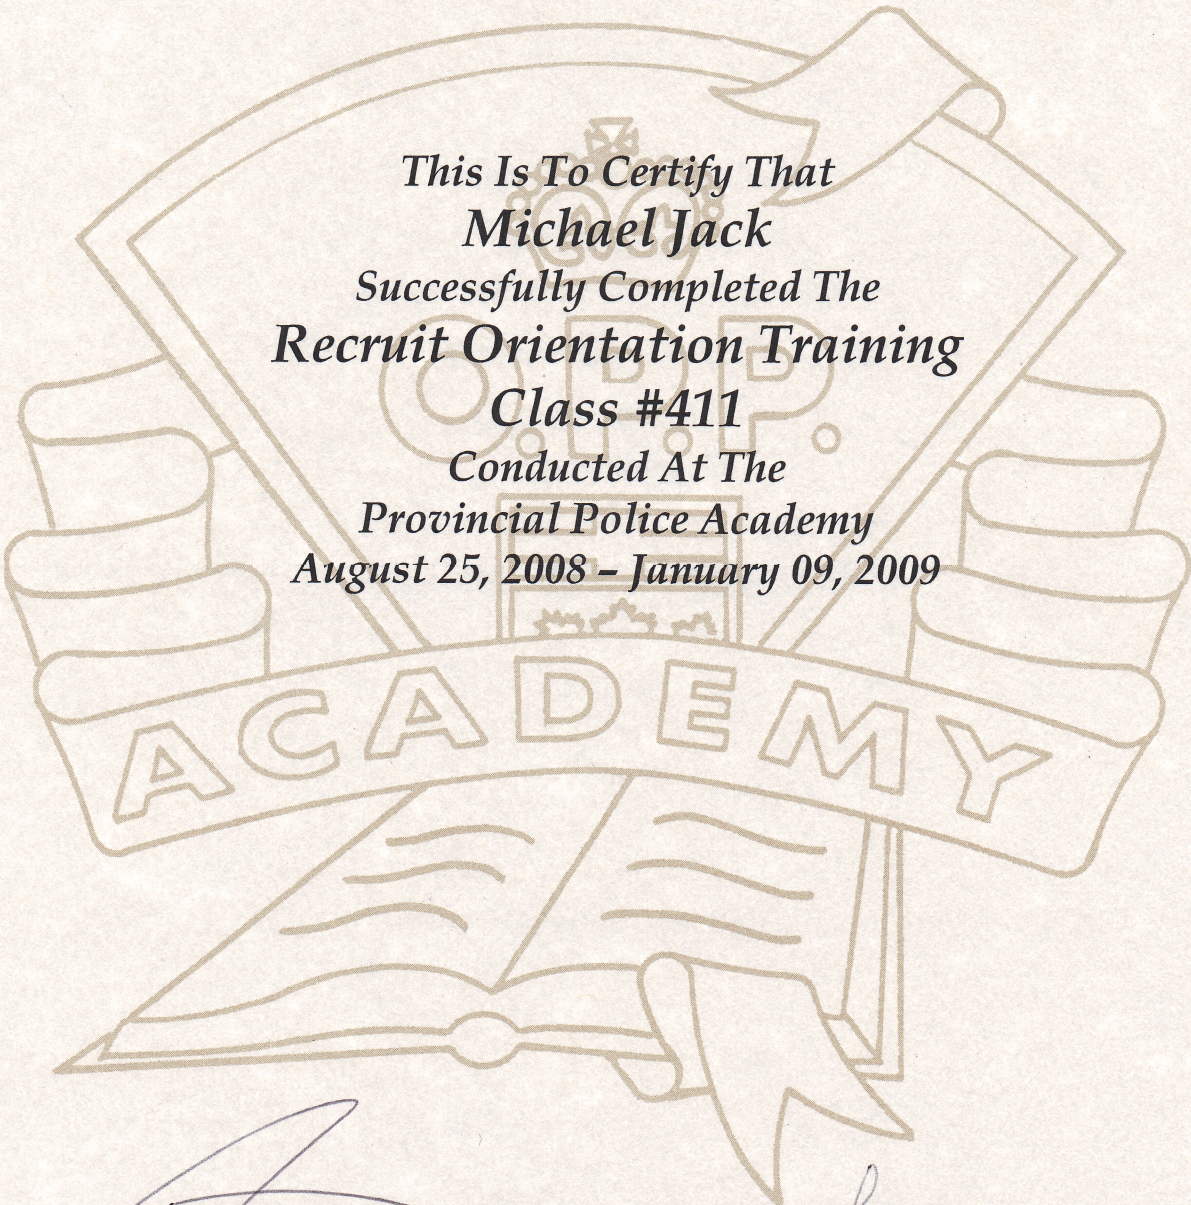 This Is To Certify That
Michael Jack
Successfully Completed The
Recruit Orientation Training
Class #411
Conducted At The
Provincial Police Academy
August 25, 2008 – January 09, 2009
O.P.P.
ACADEMY